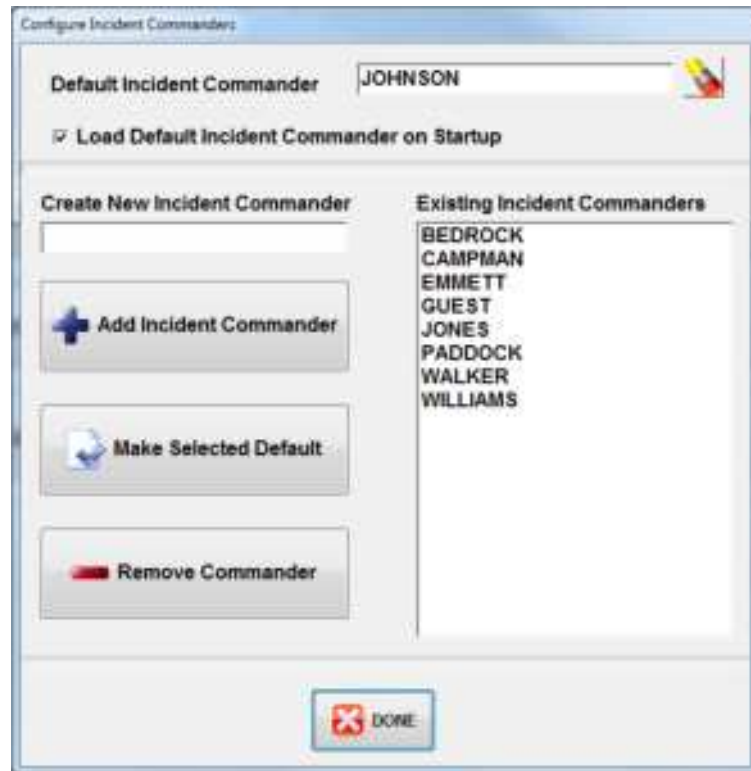 Configure Incident Commanders
Default Incident Commander JOHNSON
Load Default Incident Commander on Startup
Create New Incident Commander
Add Incident Commander
Make Selected Default
Remove Commander
Existing Incident Commanders
BEDROCK
CAMPMAN
EMMETT
GUEST
JONES
PADDOCK
WALKER
WILLIAMS
DONE